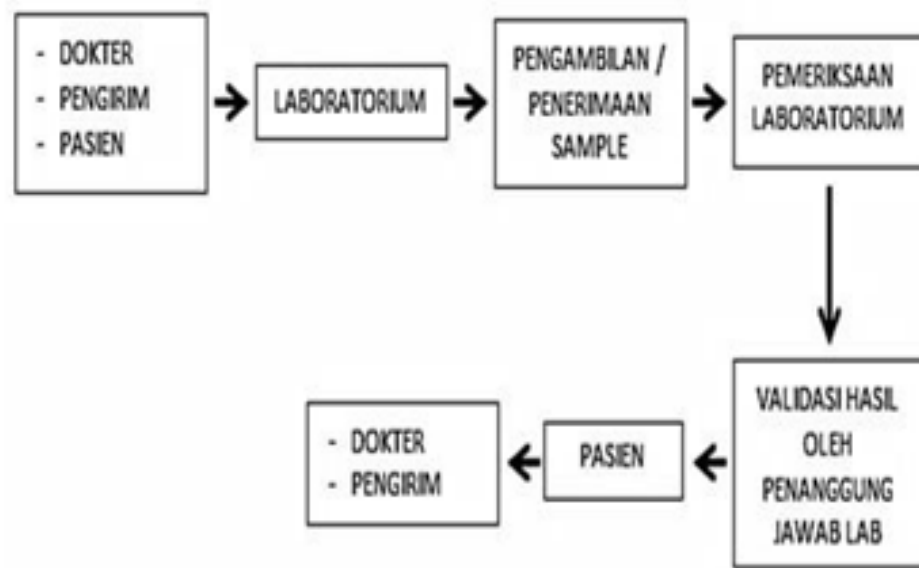 - DOKTER
- PENGIRIM
- PASIEN
LABORATORIUM
PENGAMBILAN /
PENERIMAAN
SAMPLE
PEMERIKSAAN
LABORATORIUM
VALIDASI HASIL
OLEH
PENANGGUNG
JAWAB LAB
PASIEN
- DOKTER
- PENGIRIM